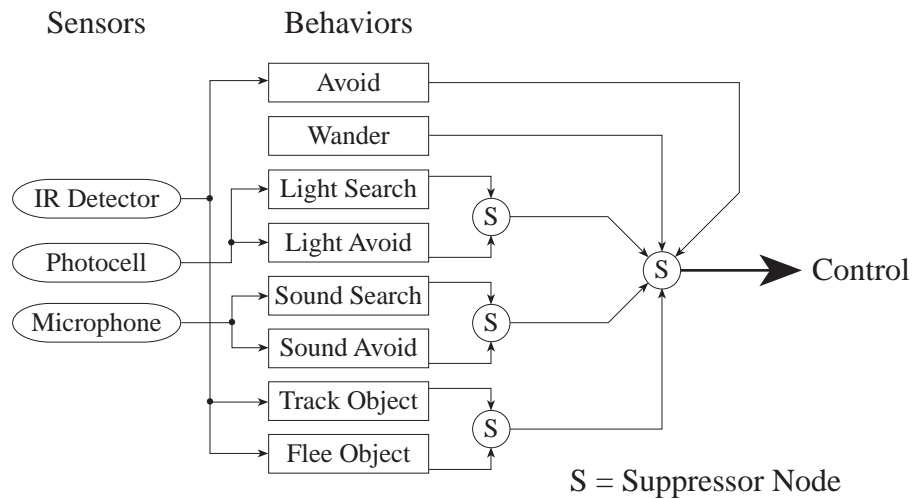 Sensors
Behaviors
Avoid
Wander
IR Detector
Light Search
S
Photocell
Light Avoid
S
Control
Microphone
Sound Search
S
Sound Avoid
Track Object
S
Flee Object
S = Suppressor Node